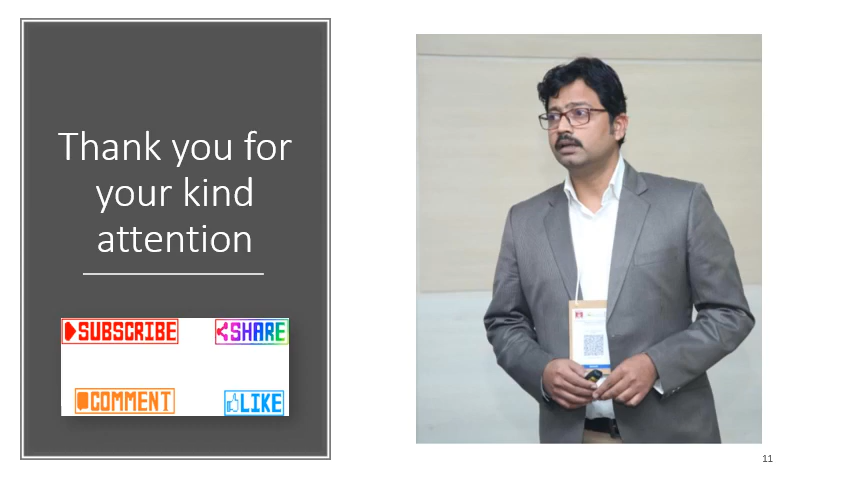 Thank you for
your kind
attention
SUBSCRIBE
SHARE
COMMENT
LIKE
11